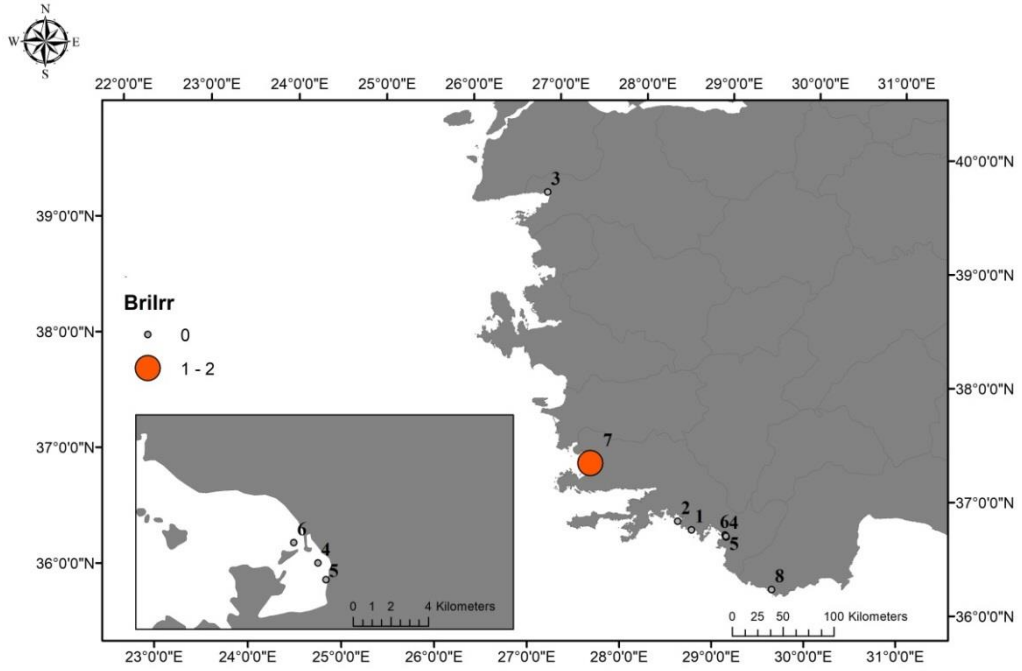 N
W E
S
22°0'0"E 23°0'0"E 24°0'0"E 25°0'0"E 26°0'0"E 27°0'0"E 28°0'0"E 29°0'0"E 30°0'0"E 31°0'0"E
40°0'0"N
3
39°0'0"N
39°0'0"N
Brilrr
0
38°0'0"N
1 - 2
38°0'0"N
7
37°0'0"N
37°0'0"N
2 1 64
5
6
4
5
36°0'0"N
8
0 1 2 4 Kilometers
0 25 50 100 Kilometers
36°0'0"N
23°0'0"E 24°0'0"E 25°0'0"E 26°0'0"E 27°0'0"E 28°0'0"E 29°0'0"E 30°0'0"E 31°0'0"E